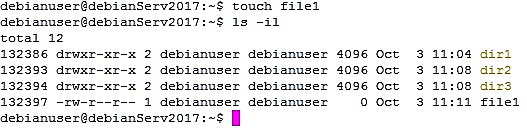 debianuser@debianServ2017:~$ touch file1
debianuser@debianServ2017:~$ ls -il
total 12
132386 drwxr-xr-x 2 debianuser debianuser 4096 Oct  3 11:04 dir1
132393 drwxr-xr-x 2 debianuser debianuser 4096 Oct  3 11:08 dir2
132394 drwxr-xr-x 2 debianuser debianuser 4096 Oct  3 11:08 dir3
132397 -rw-r--r-- 1 debianuser debianuser    0 Oct  3 11:11 file1
debianuser@debianServ2017:~$